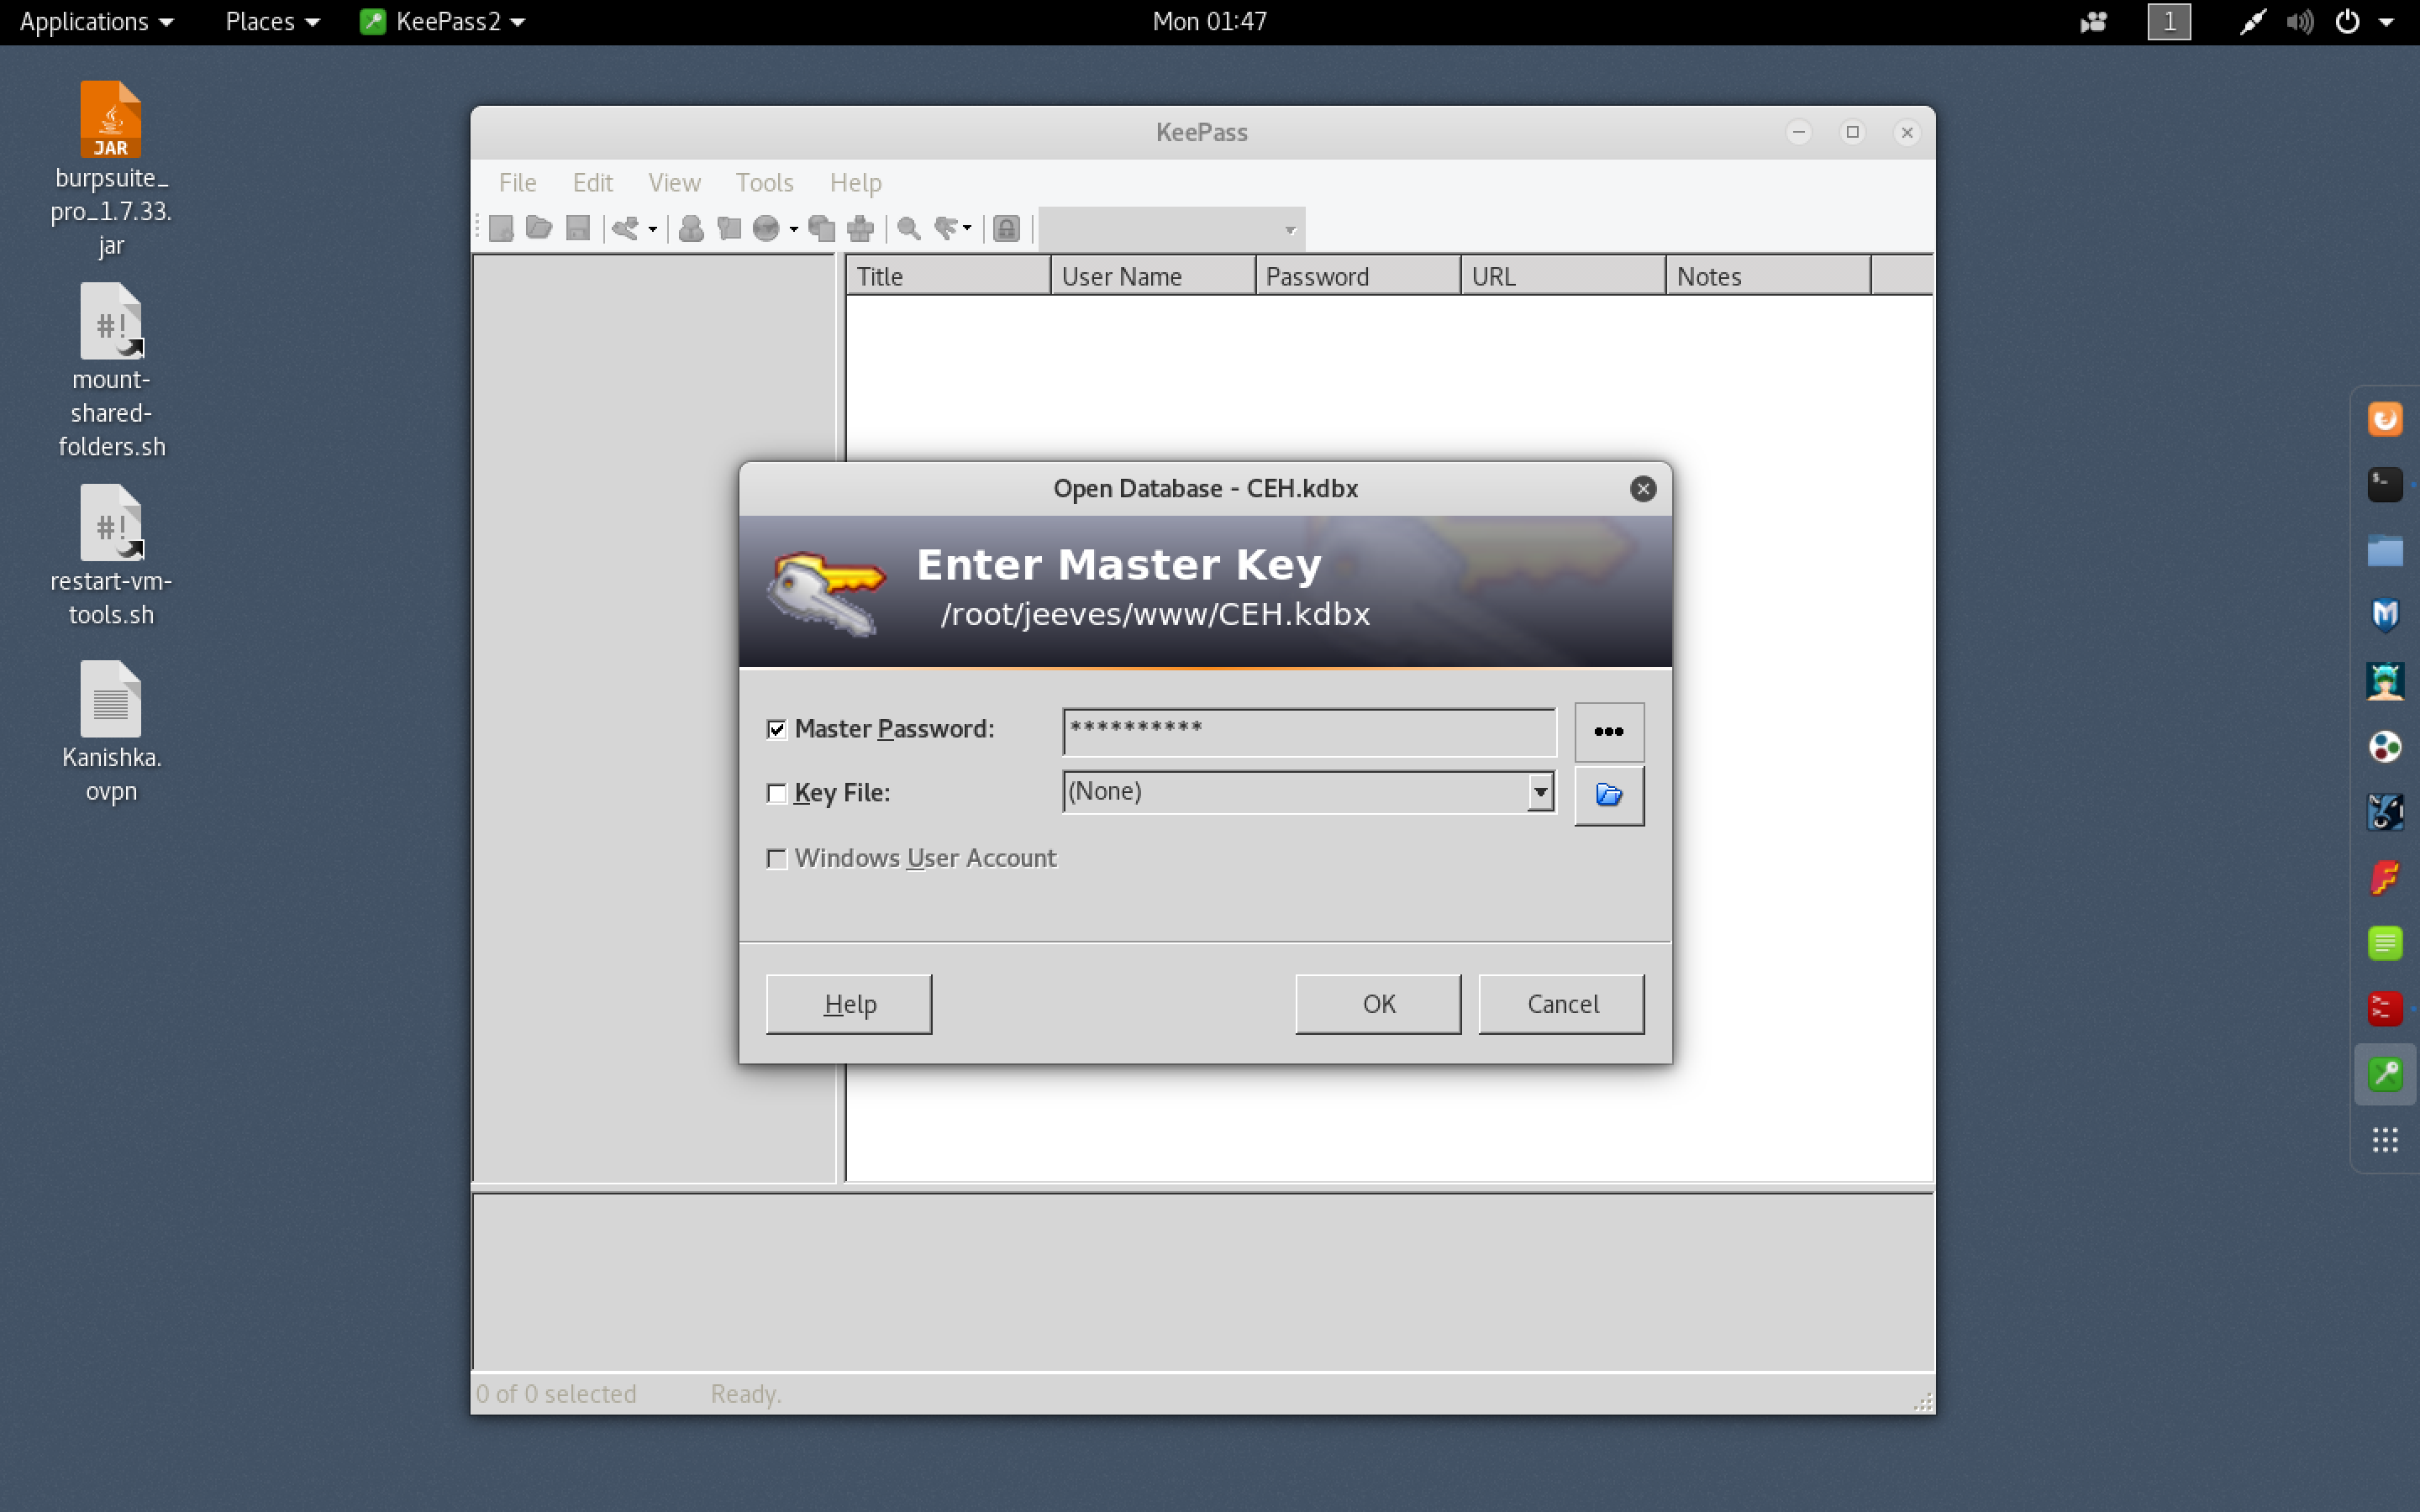 Applications Places KeePass2 Mon 01:47 1
JAR
burpsuite_
pro_1.7.33.
jar
#!
mount-
shared-
folders.sh
#!
restart-vm-
tools.sh
Kanishka.
ovpn
KeePass
File Edit View Tools Help
Title User Name Password URL Notes
Open Database - CEH.kdbx
Enter Master Key
/root/jeeves/www/CEH.kdbx
Master Password: **********
Key File: (None)
Windows User Account
Help OK Cancel
0 of 0 selected Ready.